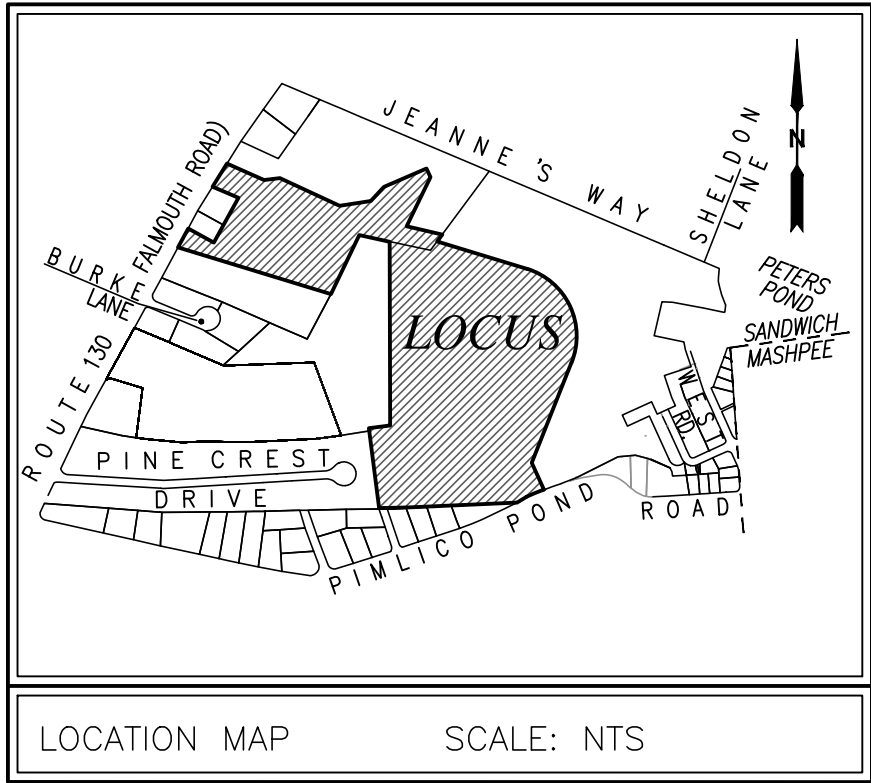 JEANNE'S WAY
SHELDON
LANE
N
FALMOUTH ROAD)
BURKE
LANE
PETERS
POND
SANDWICH
MASHPEE
LOCUS
ROUTE 130
WEST
RD.
PINE CREST
DRIVE
PIMLICO POND ROAD
LOCATION MAP SCALE: NTS